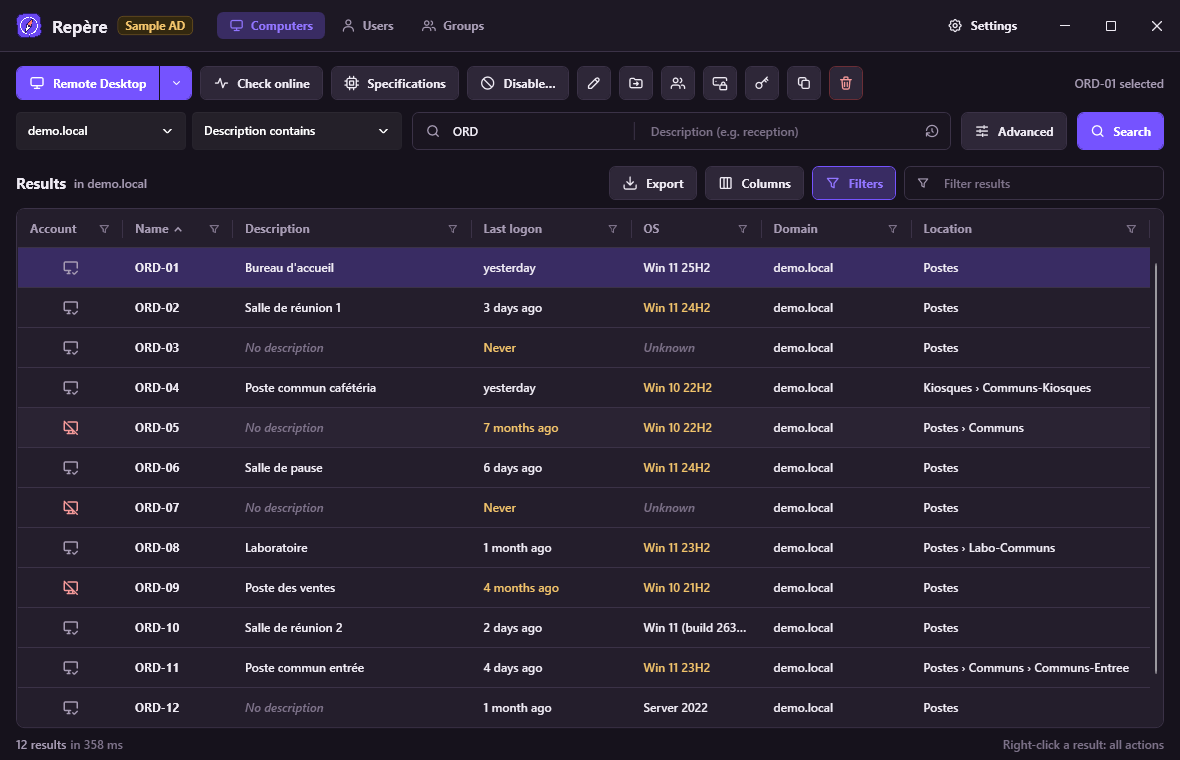 Repère Sample AD Computers Users Groups Settings
Remote Desktop Check online Specifications Disable... ORD-01 selected
demo.local Description contains ORD Description (e.g. reception) Advanced Search
Results in demo.local Export Columns Filters Filter results
Account Name Description Last logon OS Domain Location
ORD-01 Bureau d'accueil yesterday Win 11 25H2 demo.local Postes
ORD-02 Salle de réunion 1 3 days ago Win 11 24H2 demo.local Postes
ORD-03 No description Never Unknown demo.local Postes
ORD-04 Poste commun cafétéria yesterday Win 10 22H2 demo.local Kiosques › Communs-Kiosques
ORD-05 No description 7 months ago Win 10 22H2 demo.local Postes › Communs
ORD-06 Salle de pause 6 days ago Win 11 24H2 demo.local Postes
ORD-07 No description Never Unknown demo.local Postes
ORD-08 Laboratoire 1 month ago Win 11 23H2 demo.local Postes › Labo-Communs
ORD-09 Poste des ventes 4 months ago Win 10 21H2 demo.local Postes
ORD-10 Salle de réunion 2 2 days ago Win 11 (build 263... demo.local Postes
ORD-11 Poste commun entrée 4 days ago Win 11 23H2 demo.local Postes › Communs › Communs-Entree
ORD-12 No description 1 month ago Server 2022 demo.local Postes
12 results in 358 ms Right-click a result: all actions